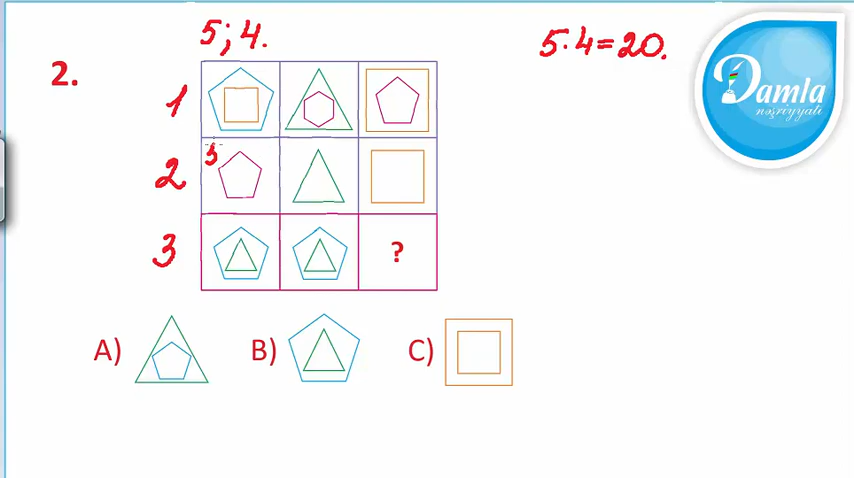 5; 4.
5·4=20.
2.
Damla
nəşriyyatı
1
2
3
3
?
A)
B)
C)